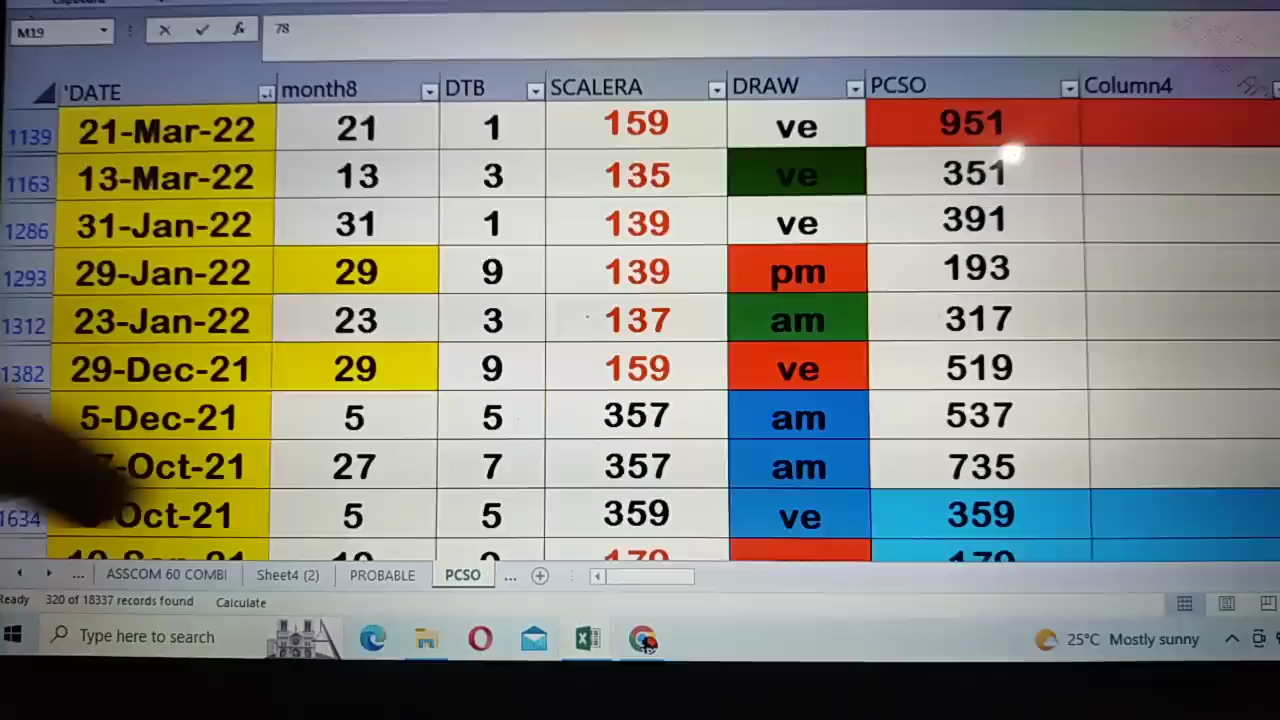 M19 fx 78
'DATE month8 DTB SCALERA DRAW PCSO Column4
1139 21-Mar-22 21 1 159 ve 951
1163 13-Mar-22 13 3 135 ve 351
1286 31-Jan-22 31 1 139 ve 391
1293 29-Jan-22 29 9 139 pm 193
1312 23-Jan-22 23 3 137 am 317
1382 29-Dec-21 29 9 159 ve 519
5-Dec-21 5 5 357 am 537
7-Oct-21 27 7 357 am 735
1634 Oct-21 5 5 359 ve 359
179 179
... ASSCOM 60 COMBI Sheet4 (2) PROBABLE PCSO ...
Ready 320 of 18337 records found Calculate
Type here to search 25°C Mostly sunny